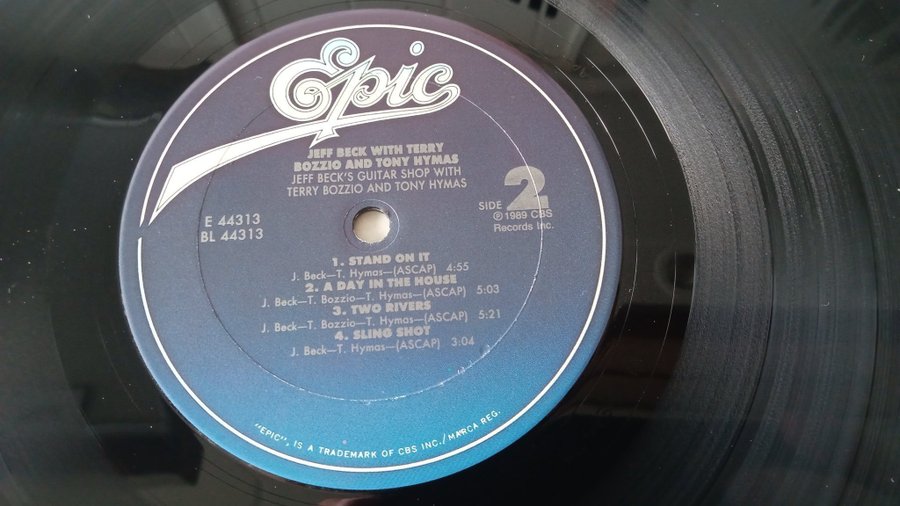 Epic
JEFF BECK WITH TERRY
BOZZIO AND TONY HYMAS
JEFF BECK'S GUITAR SHOP WITH
TERRY BOZZIO AND TONY HYMAS
E 44313
BL 44313
SIDE 2
℗ 1989 CBS
Records Inc.
1. STAND ON IT
J. Beck—T. Hymas—(ASCAP) 4:55
2. A DAY IN THE HOUSE
J. Beck—T. Bozzio—T. Hymas—(ASCAP) 5:03
3. TWO RIVERS
J. Beck—T. Bozzio—T. Hymas—(ASCAP) 5:21
4. SLING SHOT
J. Beck—T. Hymas—(ASCAP) 3:04
"EPIC", IS A TRADEMARK OF CBS INC./MARCA REG.